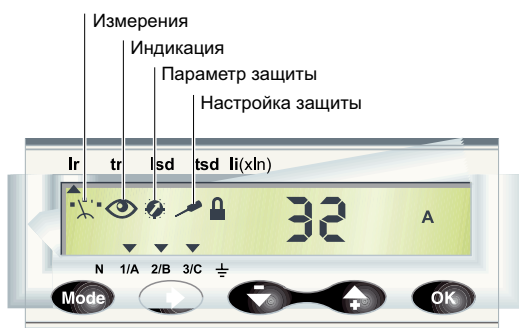 Измерения
Индикация
Параметр защиты
Настройка защиты
Ir tr Isd tsd Ii(xIn)
32 A
N 1/A 2/B 3/C
Mode OK